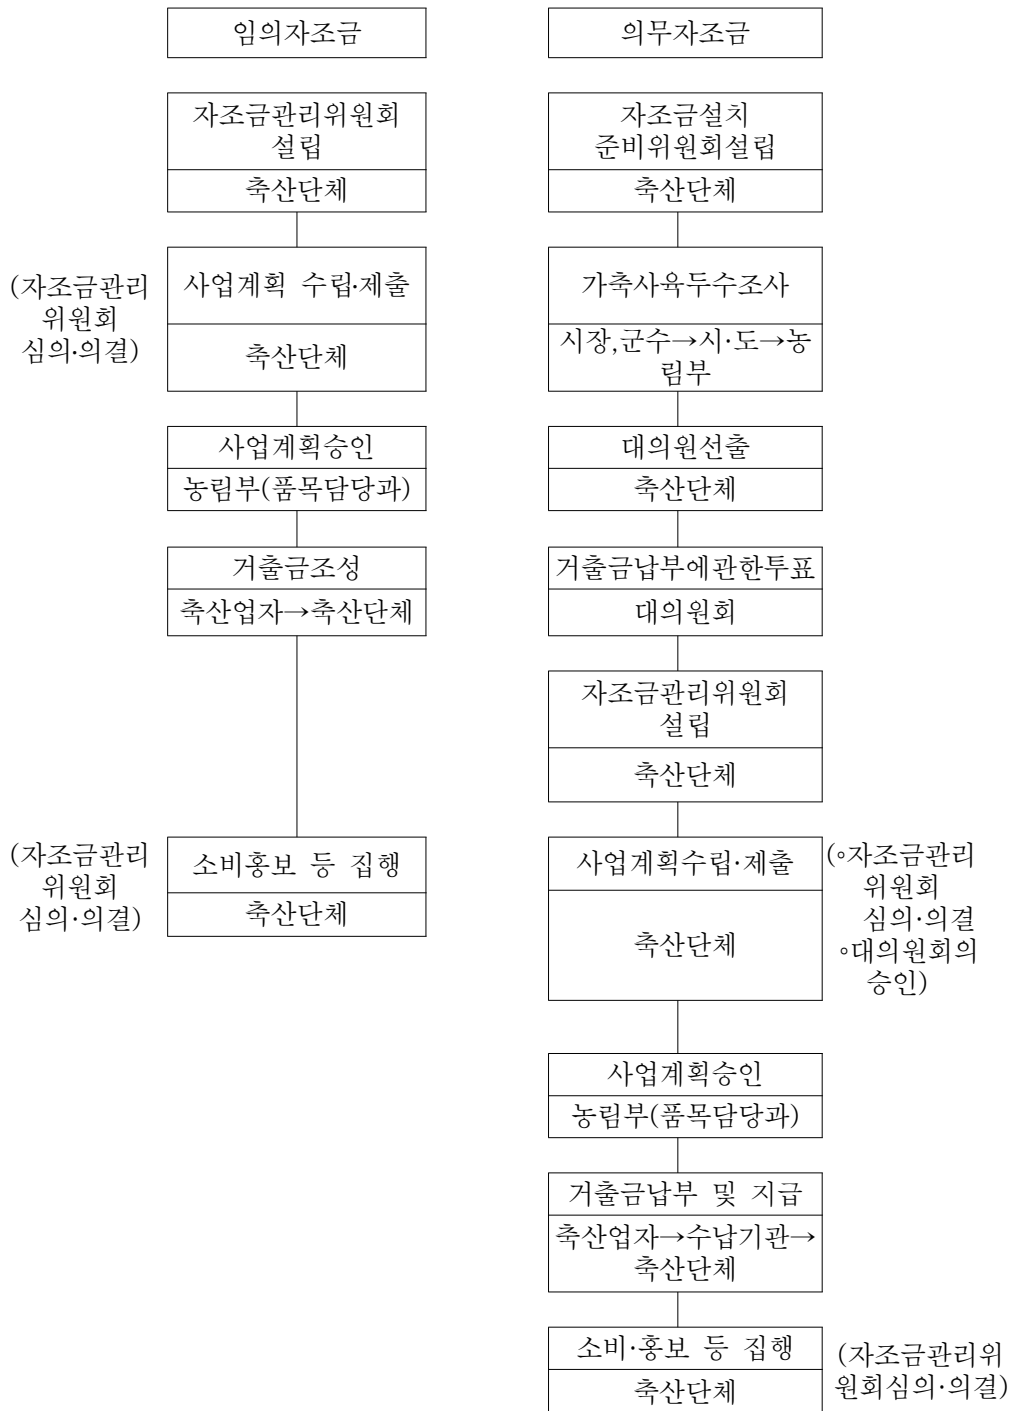 임의자조금
자조금관리위원회
설립
축산단체
(자조금관리
위원회
심의·의결)
사업계획 수립·제출
축산단체
사업계획승인
농림부(품목담당과)
거출금조성
축산업자→축산단체
(자조금관리
위원회
심의·의결)
소비홍보 등 집행
축산단체
의무자조금
자조금설치
준비위원회설립
축산단체
가축사육두수조사
시장,군수→시·도→농
림부
대의원선출
축산단체
거출금납부에관한투표
대의원회
자조금관리위원회
설립
축산단체
사업계획수립·제출
축산단체
(∘자조금관리
위원회
심의·의결
∘대의원회의
승인)
사업계획승인
농림부(품목담당과)
거출금납부 및 지급
축산업자→수납기관→
축산단체
소비·홍보 등 집행
축산단체
(자조금관리위
원회심의·의결)